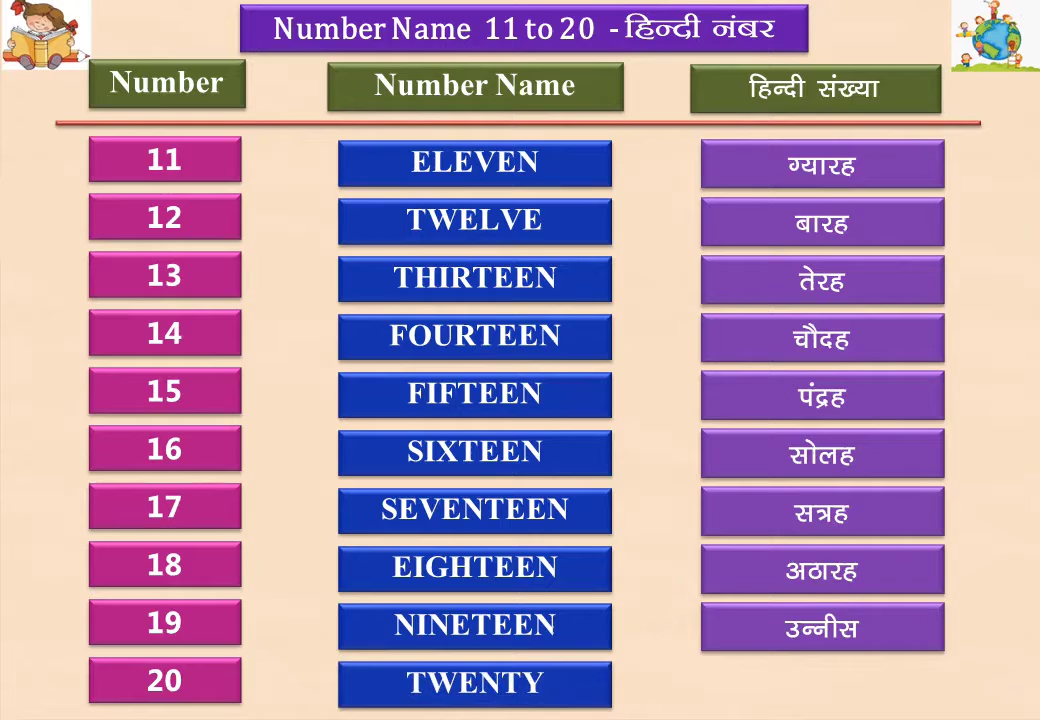 Number Name 11 to 20 - हिन्दी नंबर
Number Number Name हिन्दी संख्या
11 ELEVEN ग्यारह
12 TWELVE बारह
13 THIRTEEN तेरह
14 FOURTEEN चौदह
15 FIFTEEN पंद्रह
16 SIXTEEN सोलह
17 SEVENTEEN सत्रह
18 EIGHTEEN अठारह
19 NINETEEN उन्नीस
20 TWENTY